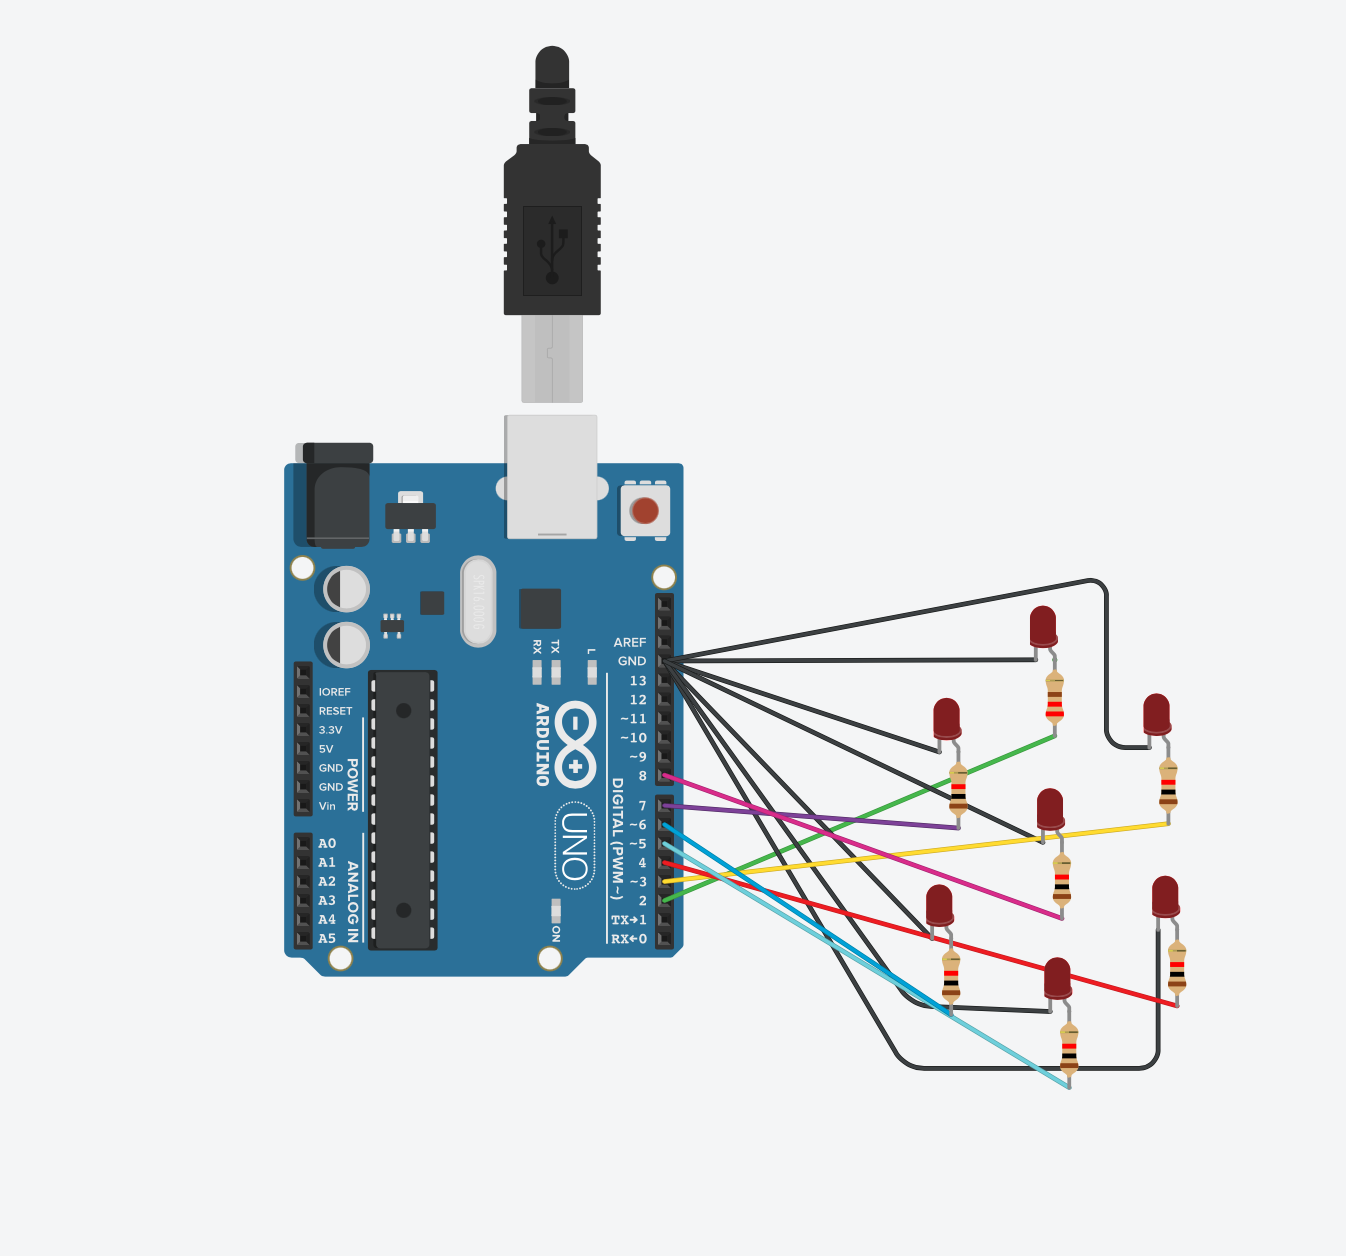 RX
TX
L
ARDUINO
UNO
ON
AREF
GND
13
12
~11
~10
~9
8
7
~6
~5
4
~3
2
TX→1
RX←0
DIGITAL (PWM~)
IOREF
RESET
3.3V
5V
GND
GND
Vin
POWER
A0
A1
A2
A3
A4
A5
ANALOG IN